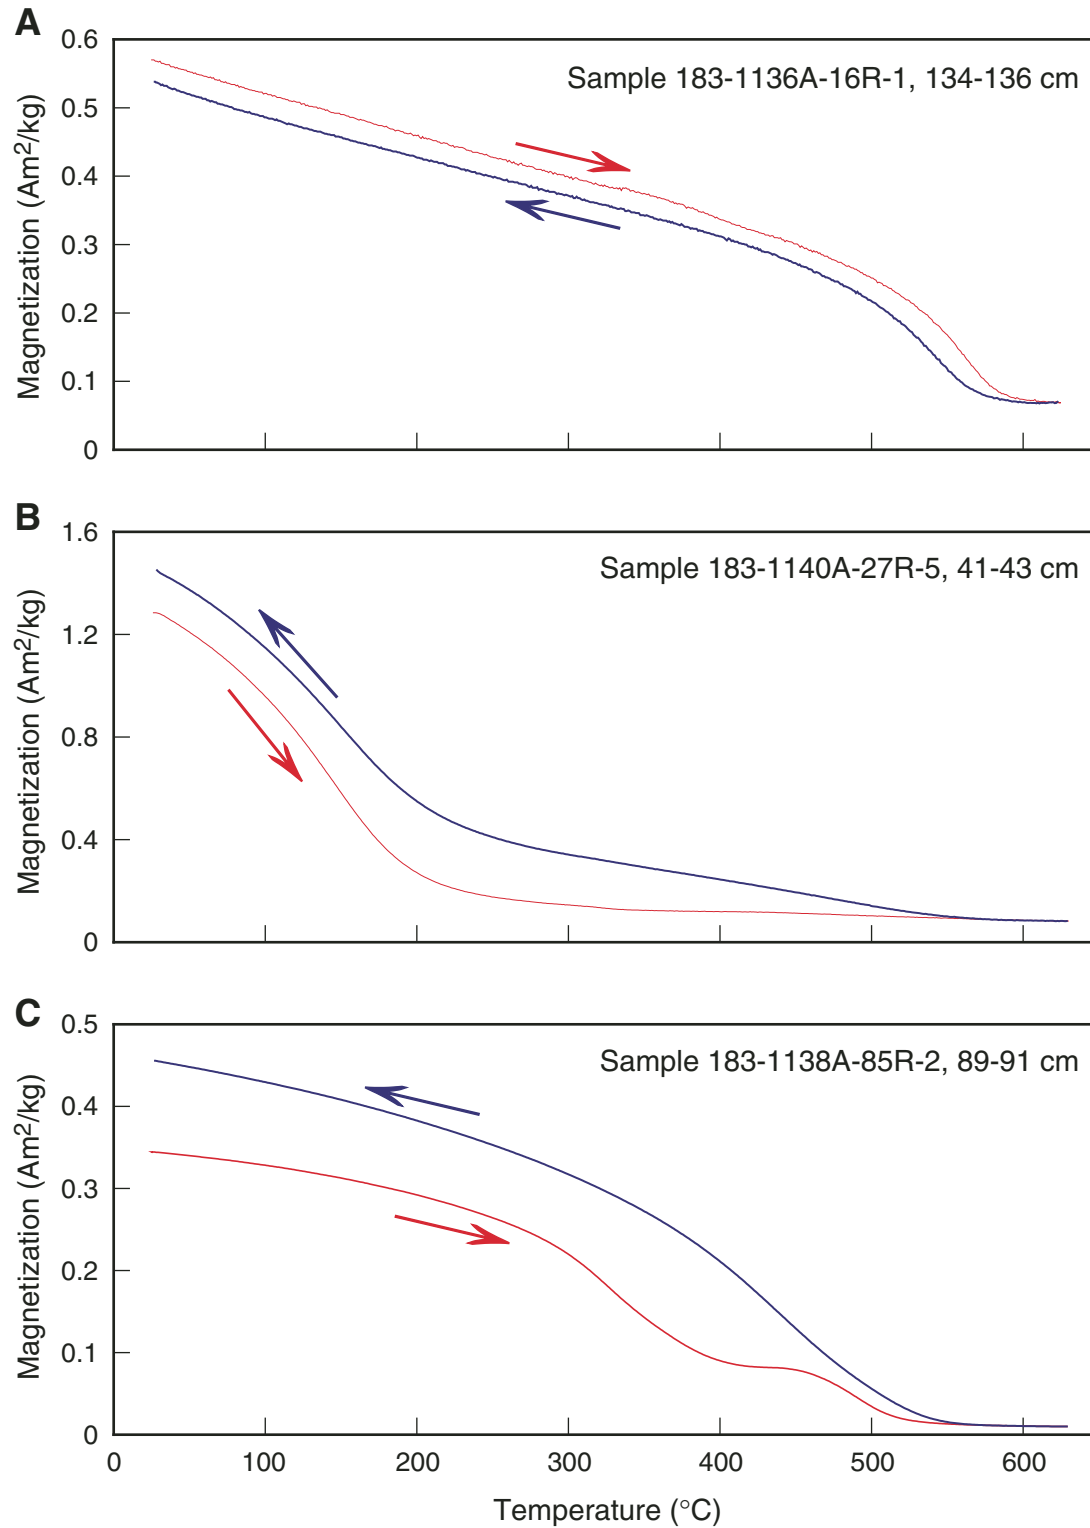 A
0.6
0.5
0.4
0.3
0.2
0.1
0
Magnetization (Am²/kg)
Sample 183-1136A-16R-1, 134-136 cm
B
1.6
1.2
0.8
0.4
0
Magnetization (Am²/kg)
Sample 183-1140A-27R-5, 41-43 cm
C
0.5
0.4
0.3
0.2
0.1
0
Magnetization (Am²/kg)
Sample 183-1138A-85R-2, 89-91 cm
0 100 200 300 400 500 600
Temperature (°C)